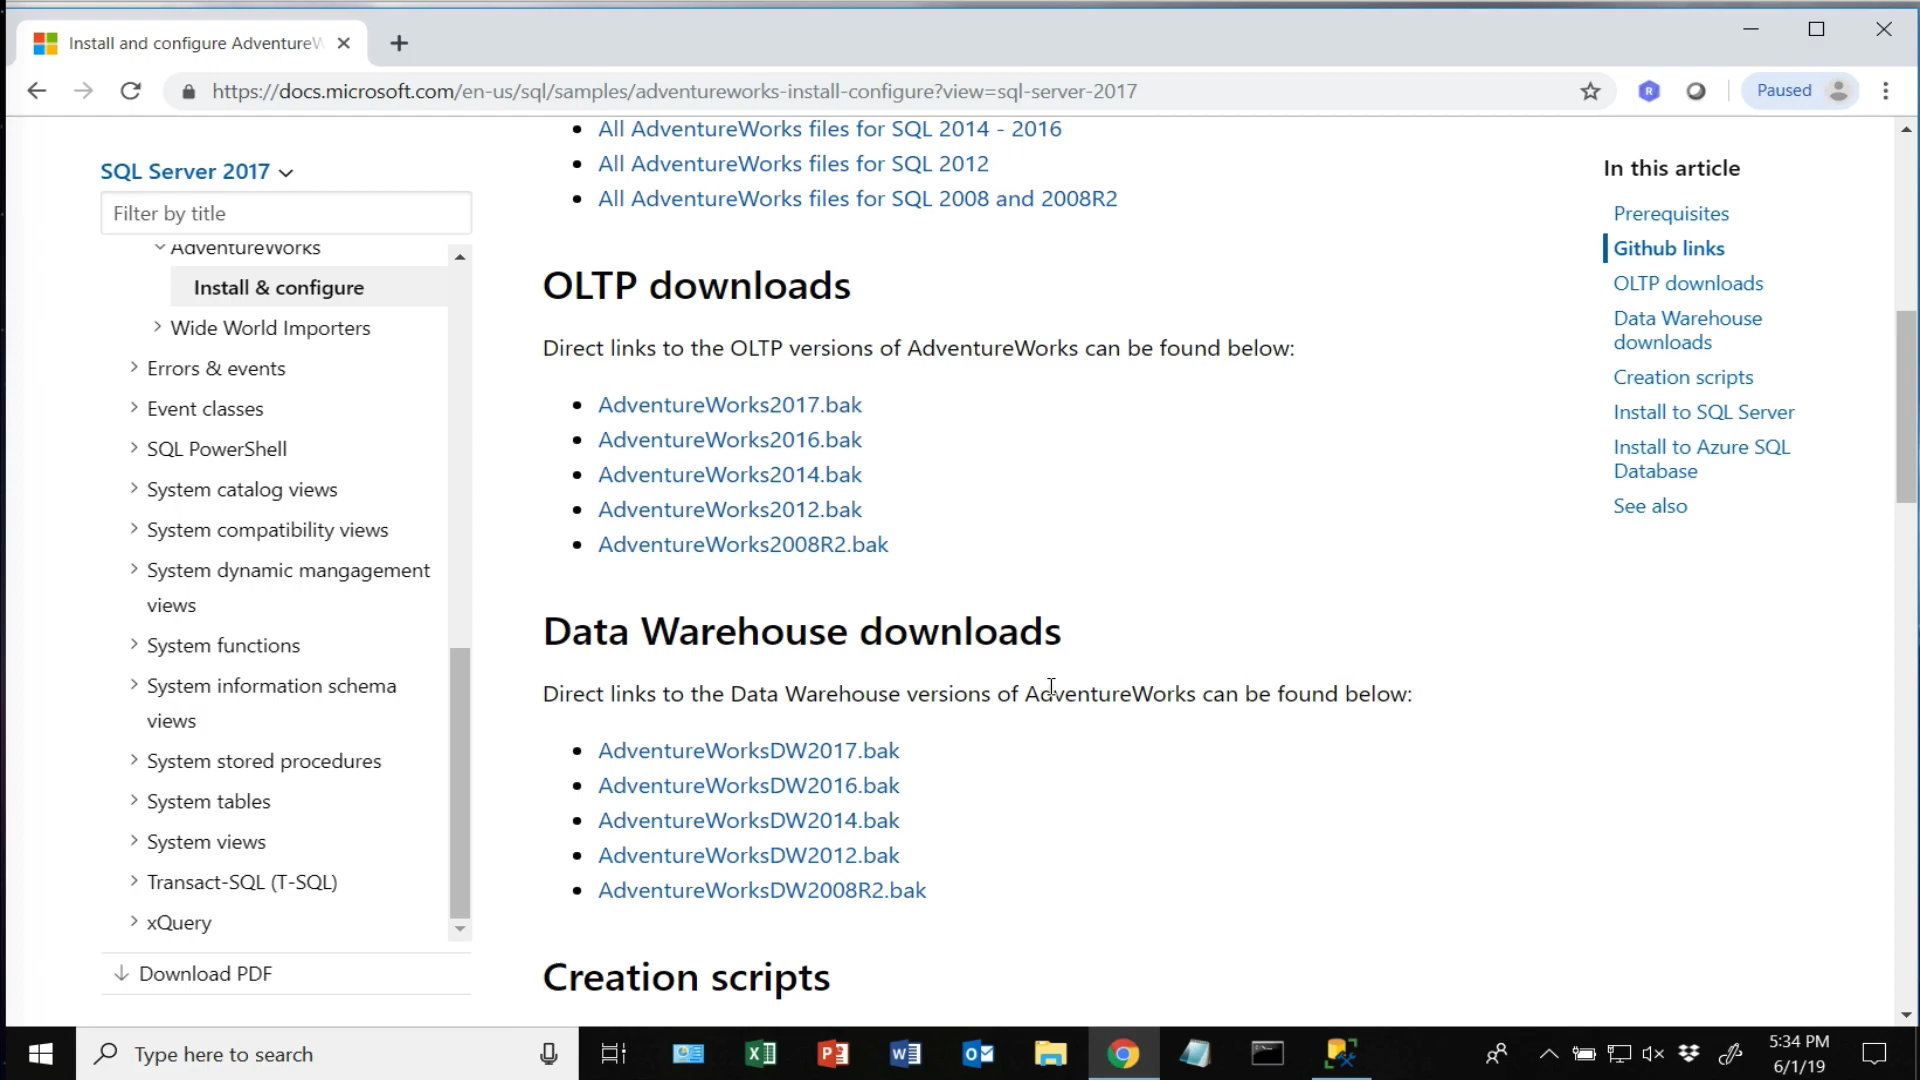 Install and configure AdventureW
https://docs.microsoft.com/en-us/sql/samples/adventureworks-install-configure?view=sql-server-2017
Paused
SQL Server 2017
Filter by title
AdventureWorks
Install & configure
Wide World Importers
Errors & events
Event classes
SQL PowerShell
System catalog views
System compatibility views
System dynamic mangagement
views
System functions
System information schema
views
System stored procedures
System tables
System views
Transact-SQL (T-SQL)
xQuery
Download PDF
All AdventureWorks files for SQL 2014 - 2016
All AdventureWorks files for SQL 2012
All AdventureWorks files for SQL 2008 and 2008R2
OLTP downloads
Direct links to the OLTP versions of AdventureWorks can be found below:
AdventureWorks2017.bak
AdventureWorks2016.bak
AdventureWorks2014.bak
AdventureWorks2012.bak
AdventureWorks2008R2.bak
Data Warehouse downloads
Direct links to the Data Warehouse versions of AdventureWorks can be found below:
AdventureWorksDW2017.bak
AdventureWorksDW2016.bak
AdventureWorksDW2014.bak
AdventureWorksDW2012.bak
AdventureWorksDW2008R2.bak
Creation scripts
In this article
Prerequisites
Github links
OLTP downloads
Data Warehouse
downloads
Creation scripts
Install to SQL Server
Install to Azure SQL
Database
See also
Type here to search
5:34 PM
6/1/19